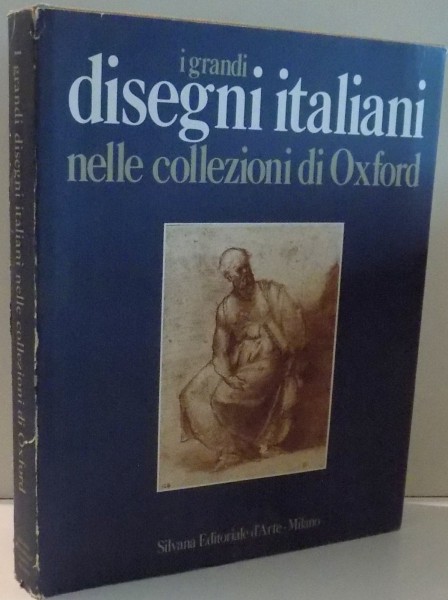 i grandi
disegni italiani
nelle collezioni di Oxford
Silvana Editoriale d'Arte - Milano
I grandi disegni italiani nelle collezioni di Oxford